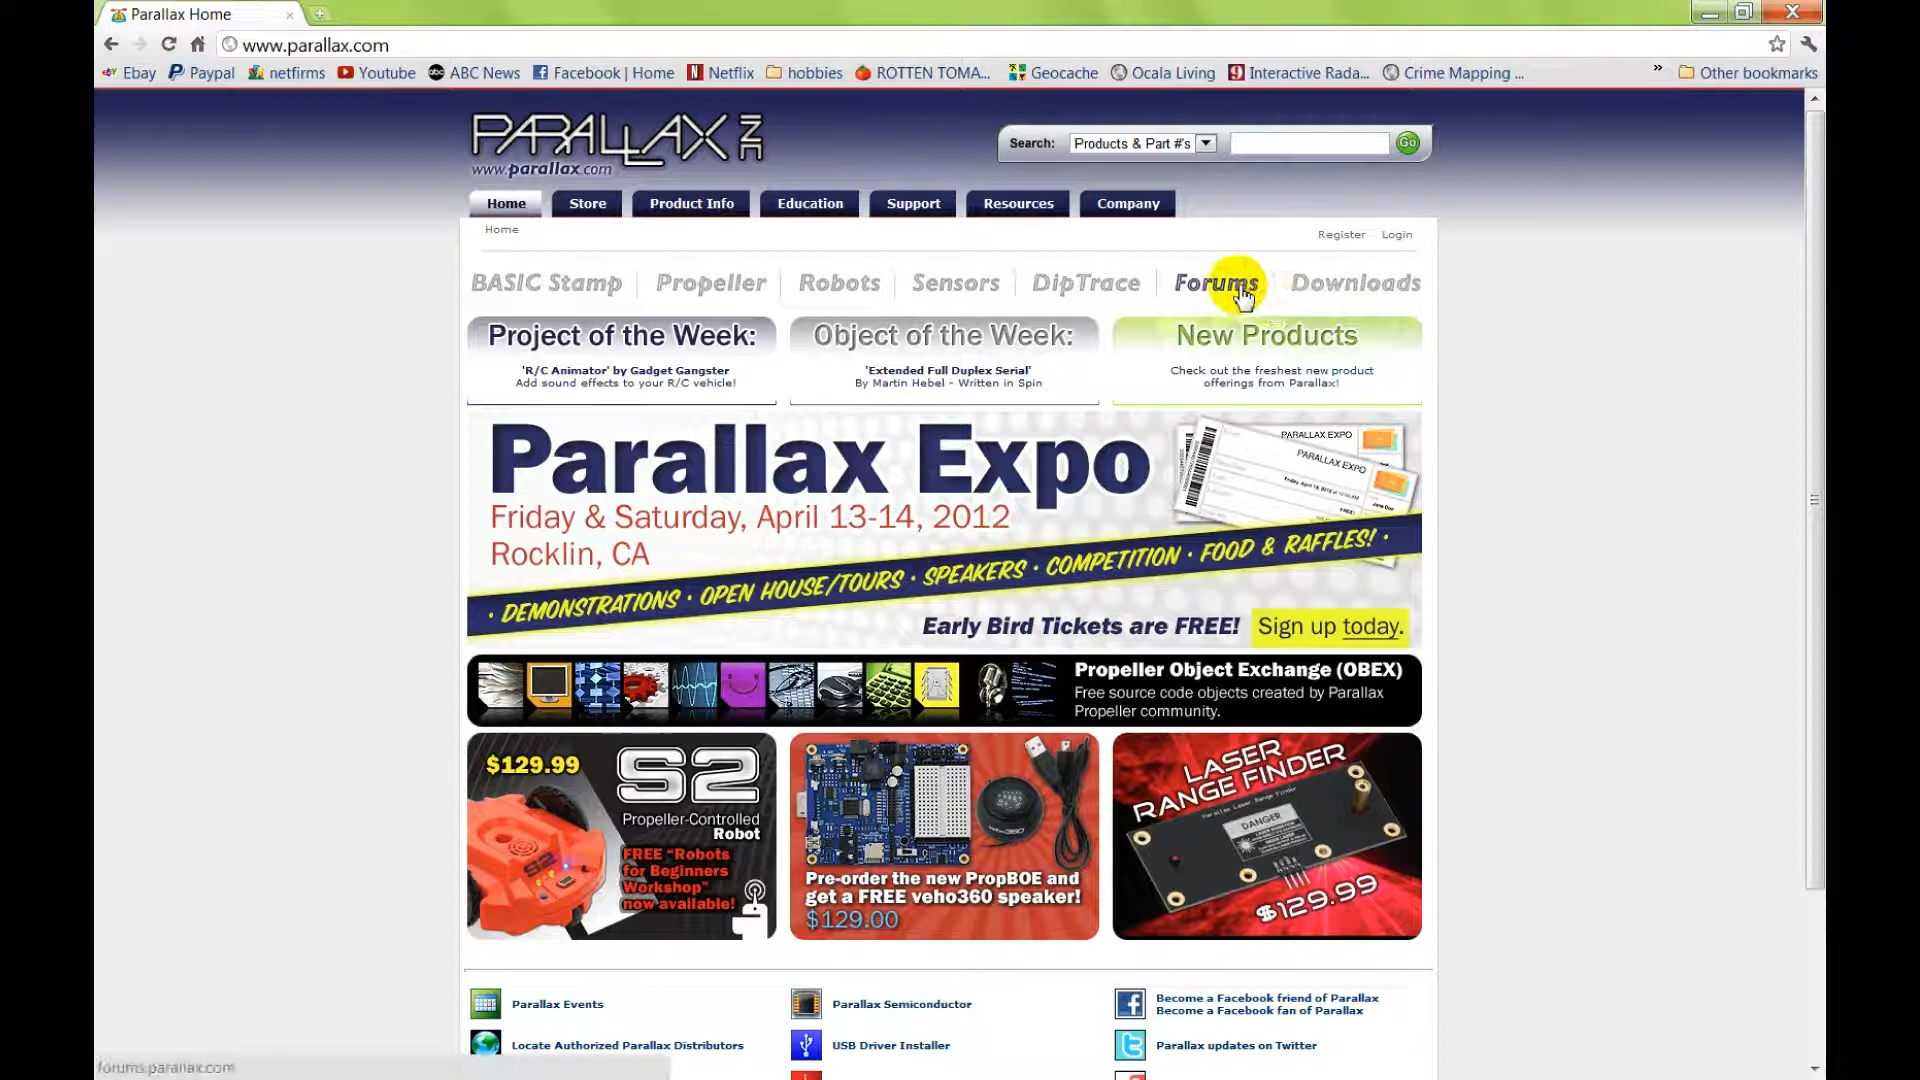 Parallax Home
www.parallax.com
Ebay Paypal netfirms Youtube ABC News Facebook | Home Netflix hobbies ROTTEN TOMA... Geocache Ocala Living Interactive Rada... Crime Mapping ... » Other bookmarks
PARALLAX INC
www.parallax.com
Search: Products & Part #'s Go
Home Store Product Info Education Support Resources Company
Home
Register Login
BASIC Stamp Propeller Robots Sensors DipTrace Forums Downloads
Project of the Week:
'R/C Animator' by Gadget Gangster
Add sound effects to your R/C vehicle!
Object of the Week:
'Extended Full Duplex Serial'
By Martin Hebel - Written in Spin
New Products
Check out the freshest new product
offerings from Parallax!
Parallax Expo
Friday & Saturday, April 13-14, 2012
Rocklin, CA
PARALLAX EXPO
PARALLAX EXPO
· DEMONSTRATIONS · OPEN HOUSE/TOURS · SPEAKERS · COMPETITION · FOOD & RAFFLES! ·
Early Bird Tickets are FREE! Sign up today.
Propeller Object Exchange (OBEX)
Free source code objects created by Parallax
Propeller community.
$129.99
S2
Propeller-Controlled
Robot
FREE "Robots
for Beginners
Workshop"
now available!
S2
Pre-order the new PropBOE and
get a FREE veho360 speaker!
$129.00
LASER
RANGE FINDER
Parallax Laser Range Finder
DANGER
$129.99
Parallax Events
Parallax Semiconductor
Become a Facebook friend of Parallax
Become a Facebook fan of Parallax
Locate Authorized Parallax Distributors
USB Driver Installer
Parallax updates on Twitter
forums.parallax.com